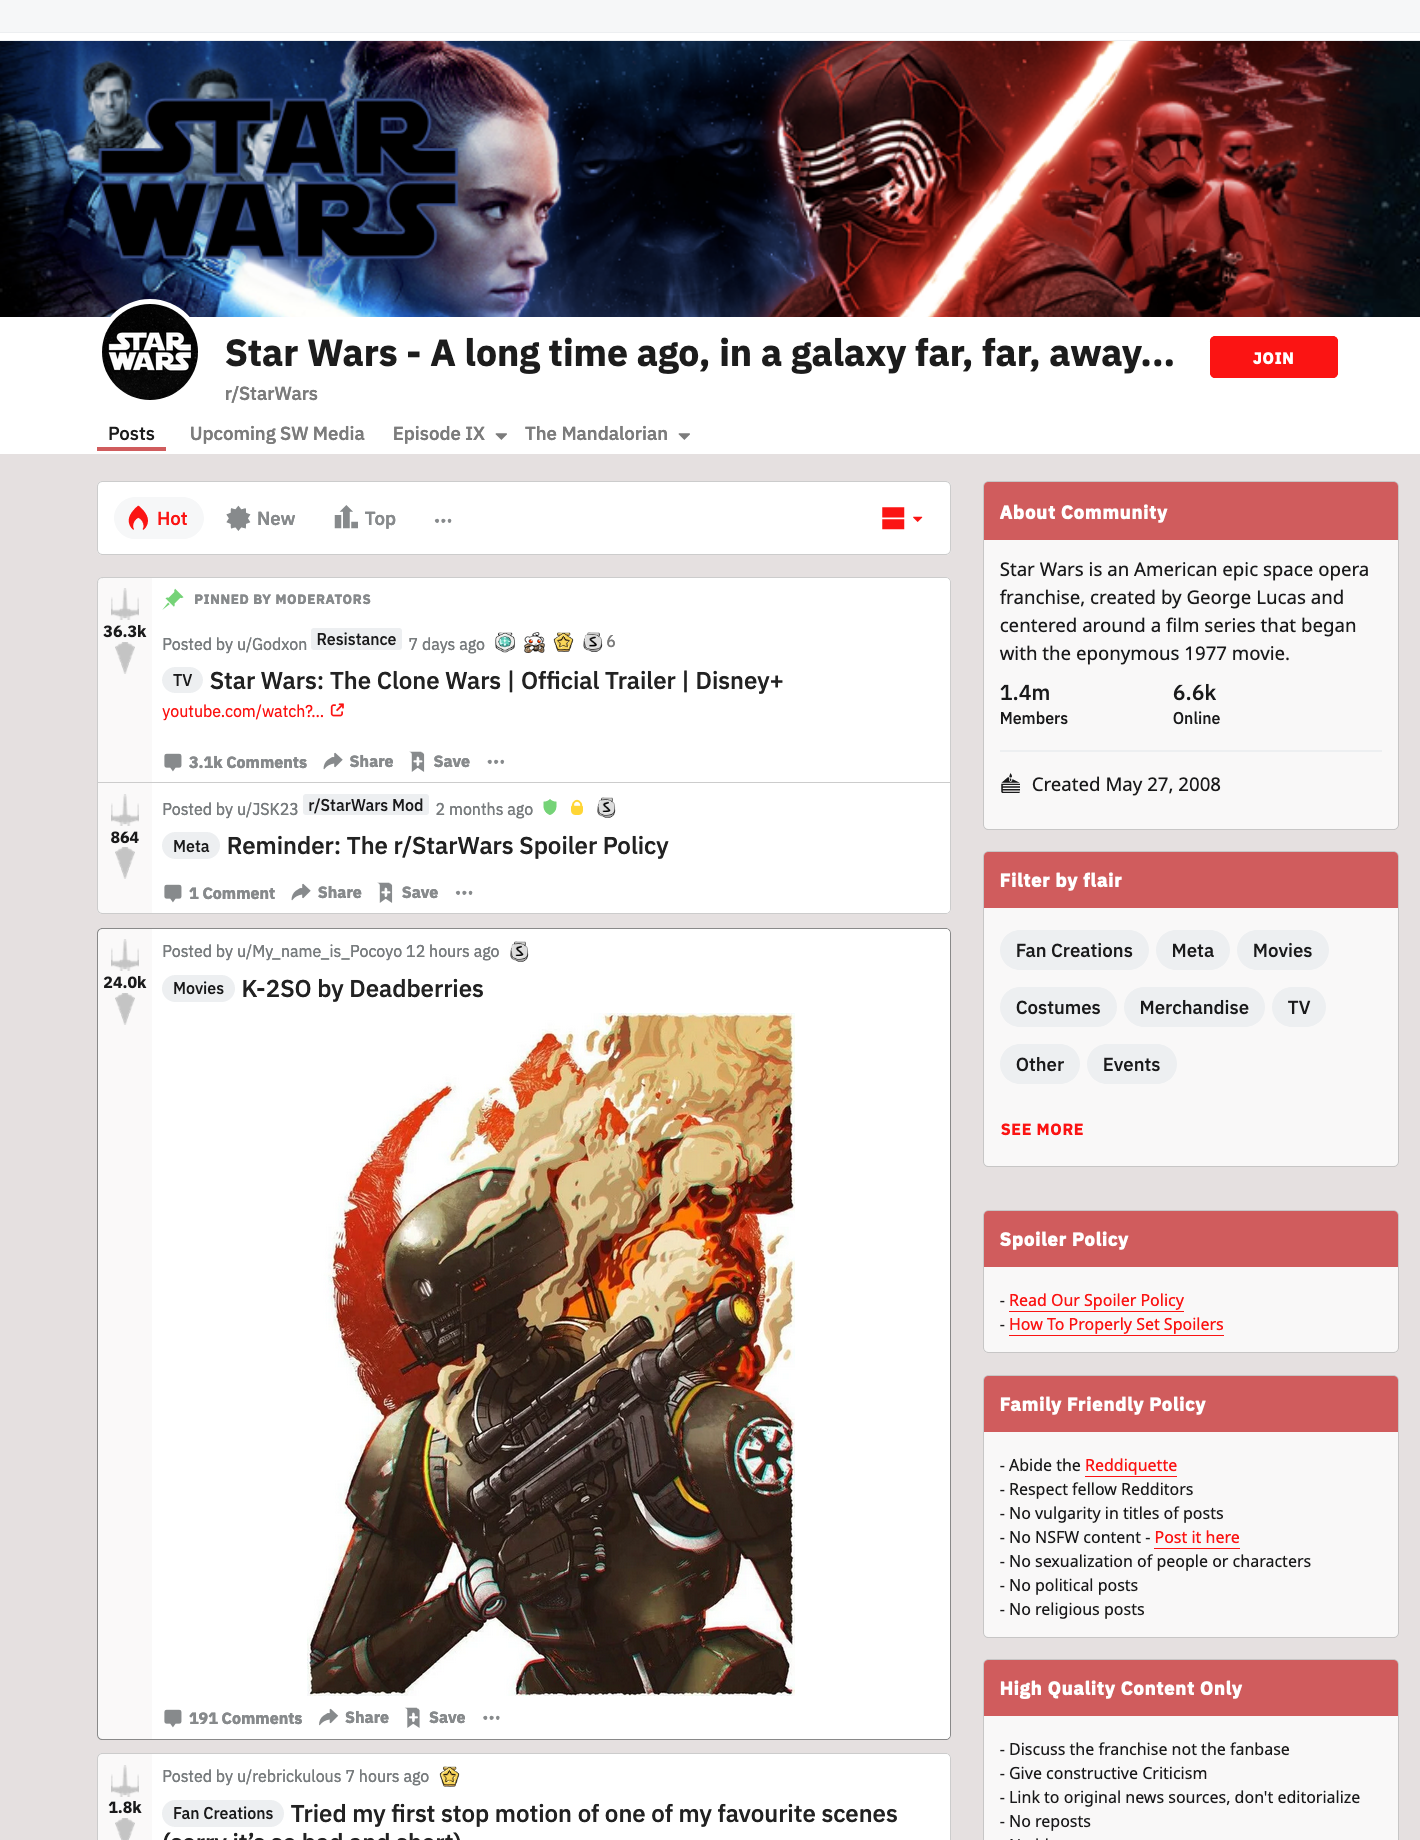 STAR
WARS
STAR
WARS
Star Wars - A long time ago, in a galaxy far, far, away...
JOIN
r/StarWars
Posts
Upcoming SW Media
Episode IX
The Mandalorian
Hot
New
Top
...
PINNED BY MODERATORS
36.3k
Posted by u/Godxon Resistance 7 days ago S 6
TV Star Wars: The Clone Wars | Official Trailer | Disney+
youtube.com/watch?...
3.1k Comments Share Save ...
Posted by u/JSK23 r/StarWars Mod 2 months ago S
864
Meta Reminder: The r/StarWars Spoiler Policy
1 Comment Share Save ...
Posted by u/My_name_is_Pocoyo 12 hours ago S
24.0k
Movies K-2SO by Deadberries
191 Comments Share Save ...
Posted by u/rebrickulous 7 hours ago
1.8k
Fan Creations Tried my first stop motion of one of my favourite scenes
(sorry it's so bad and short)
About Community
Star Wars is an American epic space opera
franchise, created by George Lucas and
centered around a film series that began
with the eponymous 1977 movie.
1.4m 6.6k
Members Online
Created May 27, 2008
Filter by flair
Fan Creations Meta Movies
Costumes Merchandise TV
Other Events
SEE MORE
Spoiler Policy
- Read Our Spoiler Policy
- How To Properly Set Spoilers
Family Friendly Policy
- Abide the Reddiquette
- Respect fellow Redditors
- No vulgarity in titles of posts
- No NSFW content - Post it here
- No sexualization of people or characters
- No political posts
- No religious posts
High Quality Content Only
- Discuss the franchise not the fanbase
- Give constructive Criticism
- Link to original news sources, don't editorialize
- No reposts